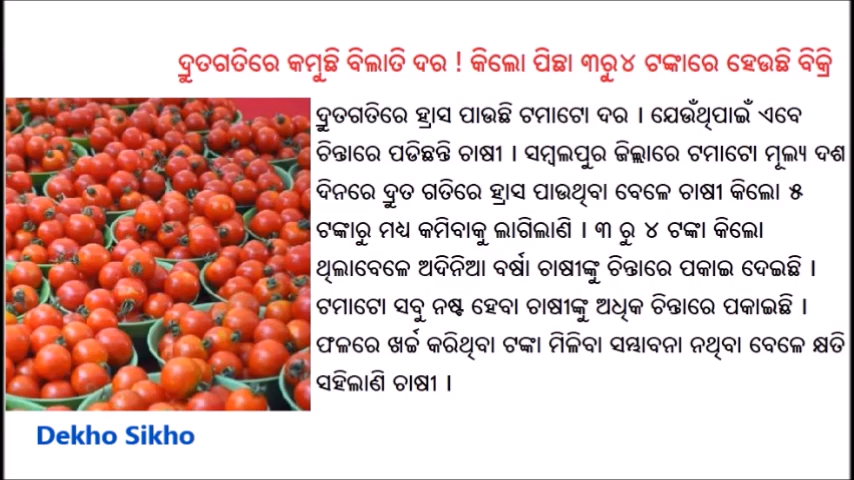 ଦ୍ରୁତଗତିରେ କମୁଛି ବିଲାତି ଦର ! କିଲୋ ପିଛା ୩ରୁ୪ ଟଙ୍କାରେ ହେଉଛି ବିକ୍ରି
ଦ୍ରୁତଗତିରେ ହ୍ରାସ ପାଉଛି ଟମାଟୋ ଦର । ଯେଉଁଥିପାଇଁ ଏବେ
ଚିନ୍ତାରେ ପଡିଛନ୍ତି ଚାଷୀ । ସମ୍ବଲପୁର ଜିଲ୍ଲାରେ ଟମାଟୋ ମୂଲ୍ୟ ଦଶ
ଦିନରେ ଦ୍ରୁତ ଗତିରେ ହ୍ରାସ ପାଉଥିବା ବେଳେ ଚାଷୀ କିଲୋ ୫
ଟଙ୍କାରୁ ମଧ୍ୟ କମିବାକୁ ଲାଗିଲାଣି । ୩ ରୁ ୪ ଟଙ୍କା କିଲୋ
ଥିଲାବେଳେ ଅଦିନିଆ ବର୍ଷା ଚାଷୀଙ୍କୁ ଚିନ୍ତାରେ ପକାଇ ଦେଇଛି ।
ଟମାଟୋ ସବୁ ନଷ୍ଟ ହେବା ଚାଷୀଙ୍କୁ ଅଧିକ ଚିନ୍ତାରେ ପକାଇଛି ।
ଫଳରେ ଖର୍ଚ୍ଚ କରିଥିବା ଟଙ୍କା ମିଳିବା ସମ୍ଭାବନା ନଥିବା ବେଳେ କ୍ଷତି
ସହିଲାଣି ଚାଷୀ ।
Dekho Sikho